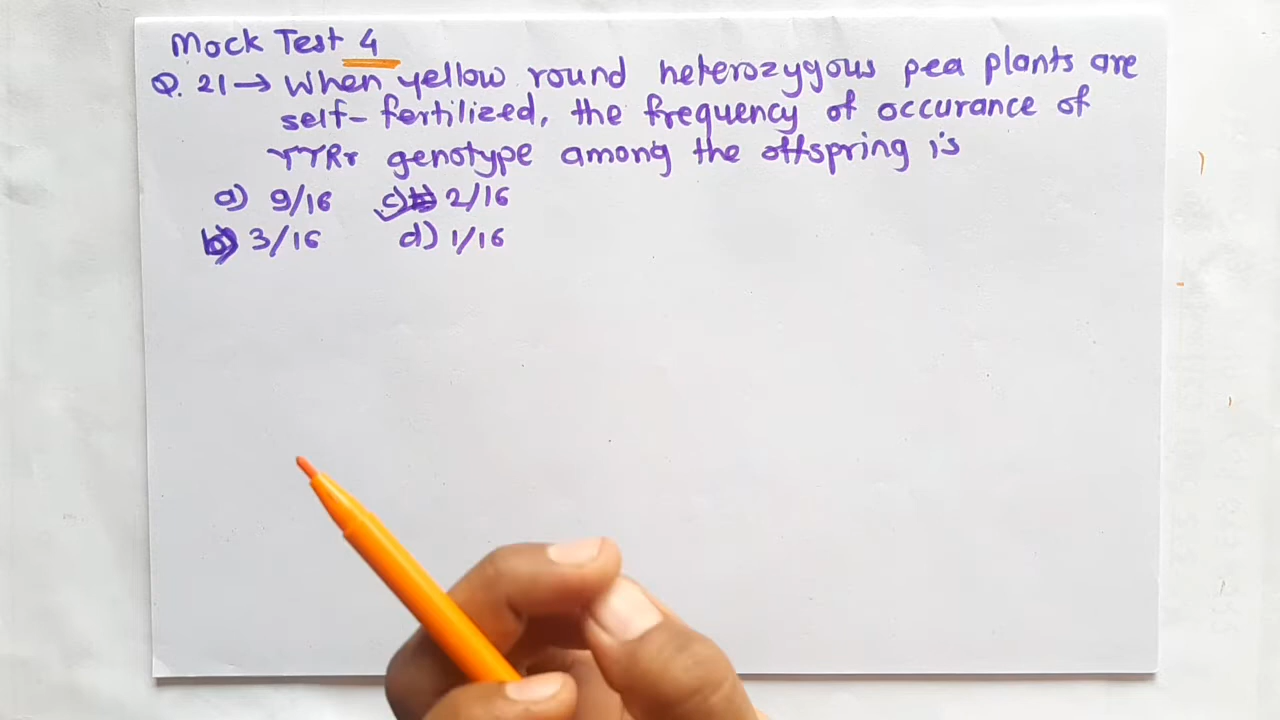 Mock Test 4
Q. 21 → When yellow round heterozygous pea plants are
self-fertilized, the frequency of occurance of
YYRr genotype among the offspring is
a) 9/16 c) 2/16
b) 3/16 d) 1/16